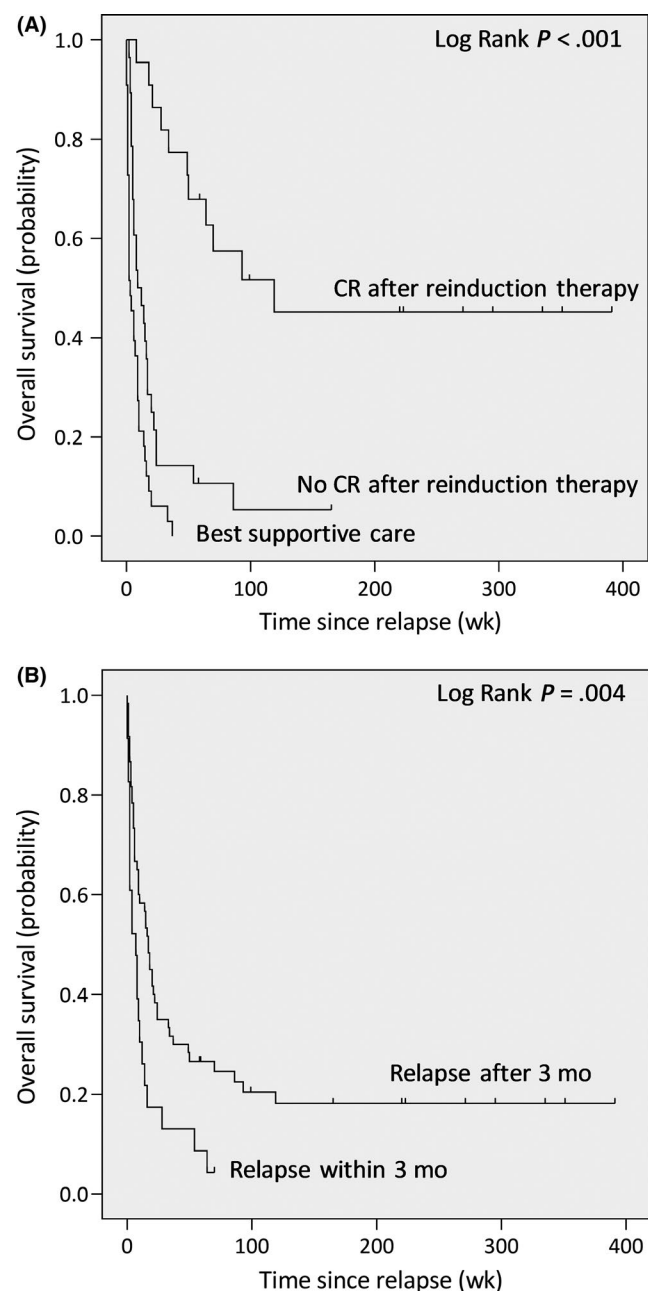 (A)
Log Rank P < .001
1.0
0.8
0.6
0.4
0.2
0.0
Overall survival (probability)
CR after reinduction therapy
No CR after reinduction therapy
Best supportive care
0 100 200 300 400
Time since relapse (wk)
(B)
Log Rank P = .004
1.0
0.8
0.6
0.4
0.2
0.0
Overall survival (probability)
Relapse after 3 mo
Relapse within 3 mo
0 100 200 300 400
Time since relapse (wk)